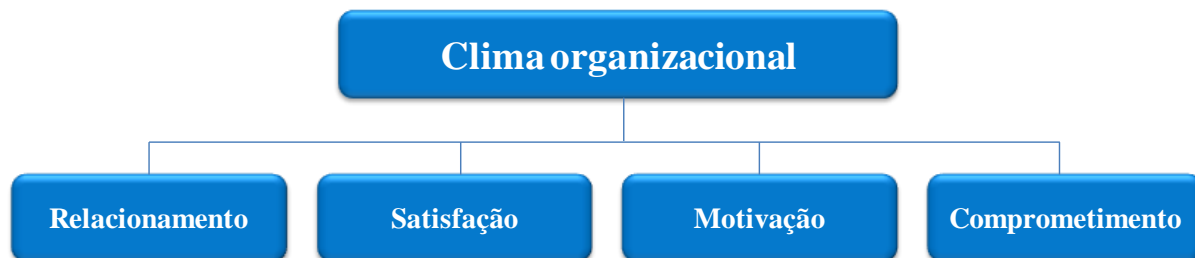 Clima organizacional
Relacionamento
Satisfação
Motivação
Comprometimento